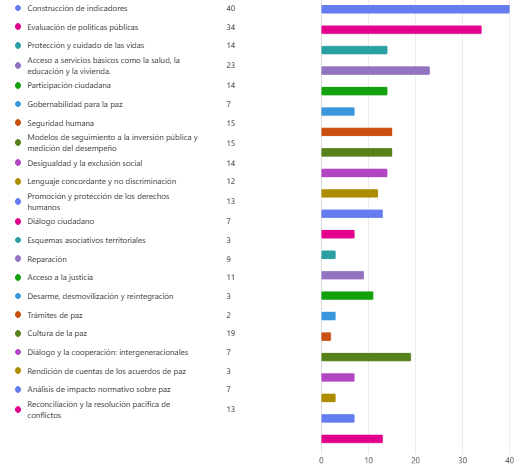 Construcción de indicadores 40
Evaluación de políticas públicas 34
Protección y cuidado de las vidas 14
Acceso a servicios básicos como la salud, la
educación y la vivienda. 23
Participación ciudadana 14
Gobernabilidad para la paz 7
Seguridad humana 15
Modelos de seguimiento a la inversión pública y
medición del desempeño 15
Desigualdad y la exclusión social 14
Lenguaje concordante y no discriminación 12
Promoción y protección de los derechos
humanos 13
Diálogo ciudadano 7
Esquemas asociativos territoriales 3
Reparación 9
Acceso a la justicia 11
Desarme, desmovilización y reintegración 3
Trámites de paz 2
Cultura de la paz 19
Diálogo y la cooperación: intergeneracionales 7
Rendición de cuentas de los acuerdos de paz 3
Análisis de impacto normativo sobre paz 7
Reconciliación y la resolución pacífica de
conflictos 13
0 10 20 30 40